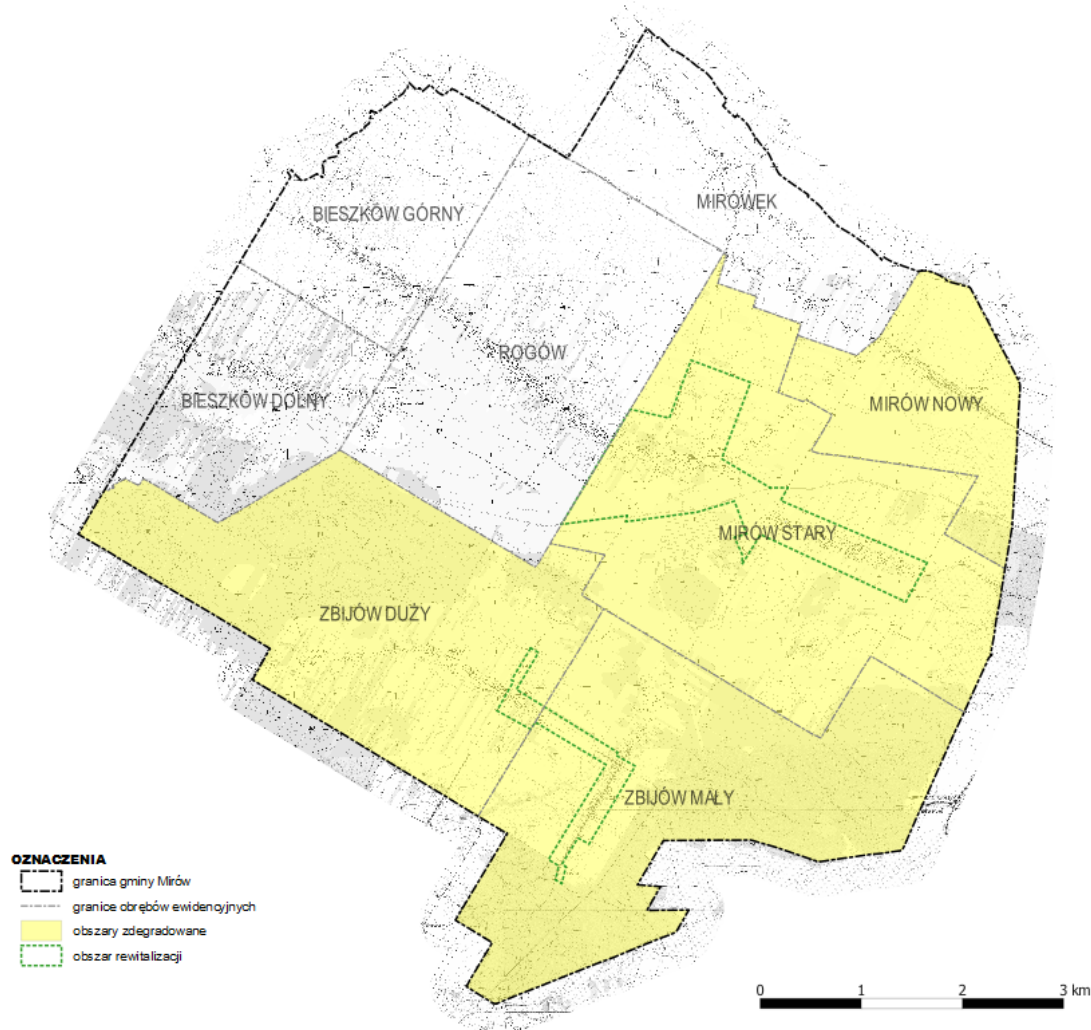 MIRÓWEK
BIESZKÓW GÓRNY
ROGÓW
BIESZKÓW DOLNY
MIRÓW NOWY
MIRÓW STARY
ZBIJÓW DUŻY
ZBIJÓW MAŁY
OZNACZENIA
granica gminy Mirów
granice obrębów ewidencyjnych
obszary zdegradowane
obszar rewitalizacji
0 1 2 3 km